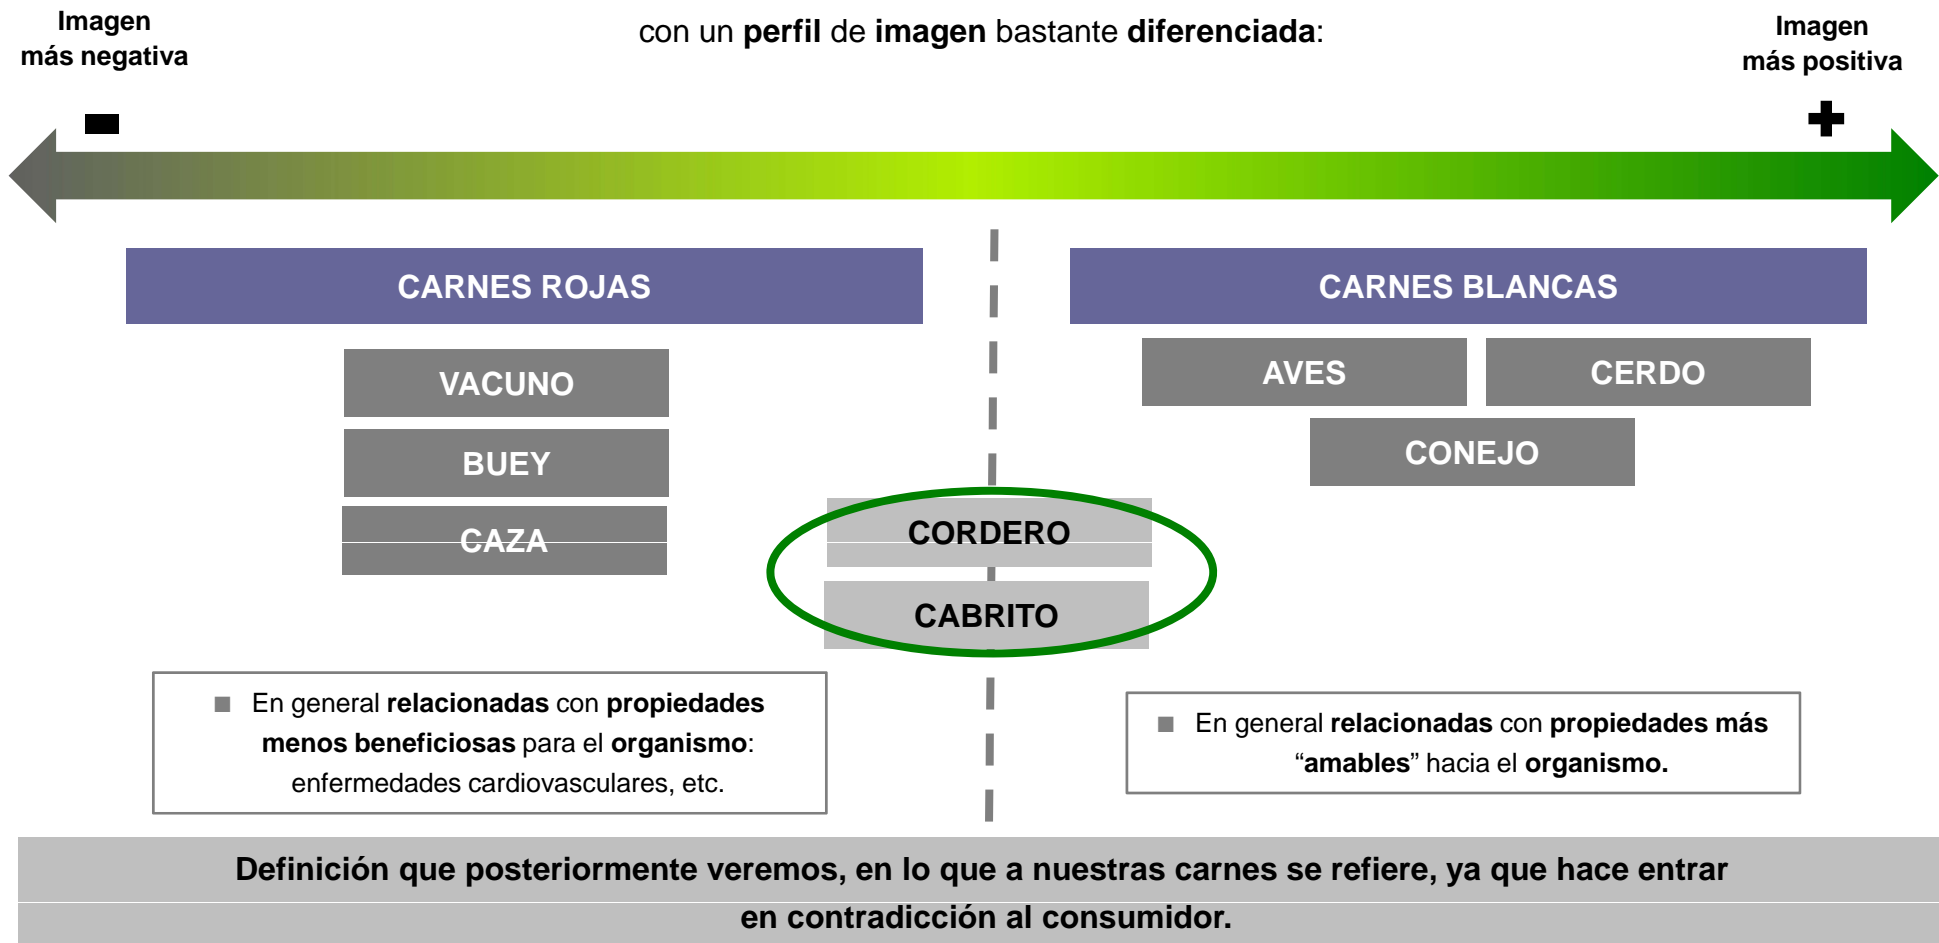 Imagen
más negativa
con un perfil de imagen bastante diferenciada:
Imagen
más positiva
CARNES ROJAS
CARNES BLANCAS
VACUNO
BUEY
CAZA
AVES
CERDO
CONEJO
CORDERO
CABRITO
■ En general relacionadas con propiedades
menos beneficiosas para el organismo:
enfermedades cardiovasculares, etc.
■ En general relacionadas con propiedades más
“amables” hacia el organismo.
Definición que posteriormente veremos, en lo que a nuestras carnes se refiere, ya que hace entrar
en contradicción al consumidor.